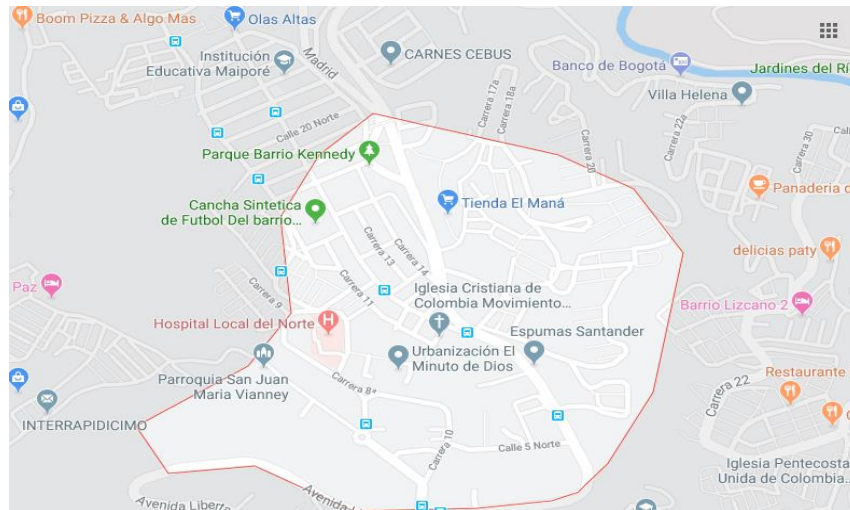 Boom Pizza & Algo Mas
Olas Altas
Institución
Educativa Maiporé
Madrid
CARNES CEBUS
Banco de Bogotá
Jardines del Rí
Villa Helena
Carrera 17a
Carrera 18a
Calle 20 Norte
Carrera 22a
Carrera 30
Cal
Parque Barrio Kennedy
Carrera 20
Cancha Sintetica
de Futbol Del barrio...
Tienda El Maná
Panaderia d
delicias paty
Carrera 13
Carrera 14
Paz
Carrera 9
Carrera 11
Iglesia Cristiana de
Colombia Movimiento...
Barrio Lizcano 2
Hospital Local del Norte
H
Espumas Santander
Urbanización El
Minuto de Dios
Parroquia San Juan
Maria Vianney
Carrera 8ª
Carrera 22
Restaurante
INTERRAPIDICIMO
Carrera 10
Calle 5 Norte
Iglesia Pentecosta
Unida de Colombia...
Avenida Liberta
Avenida L